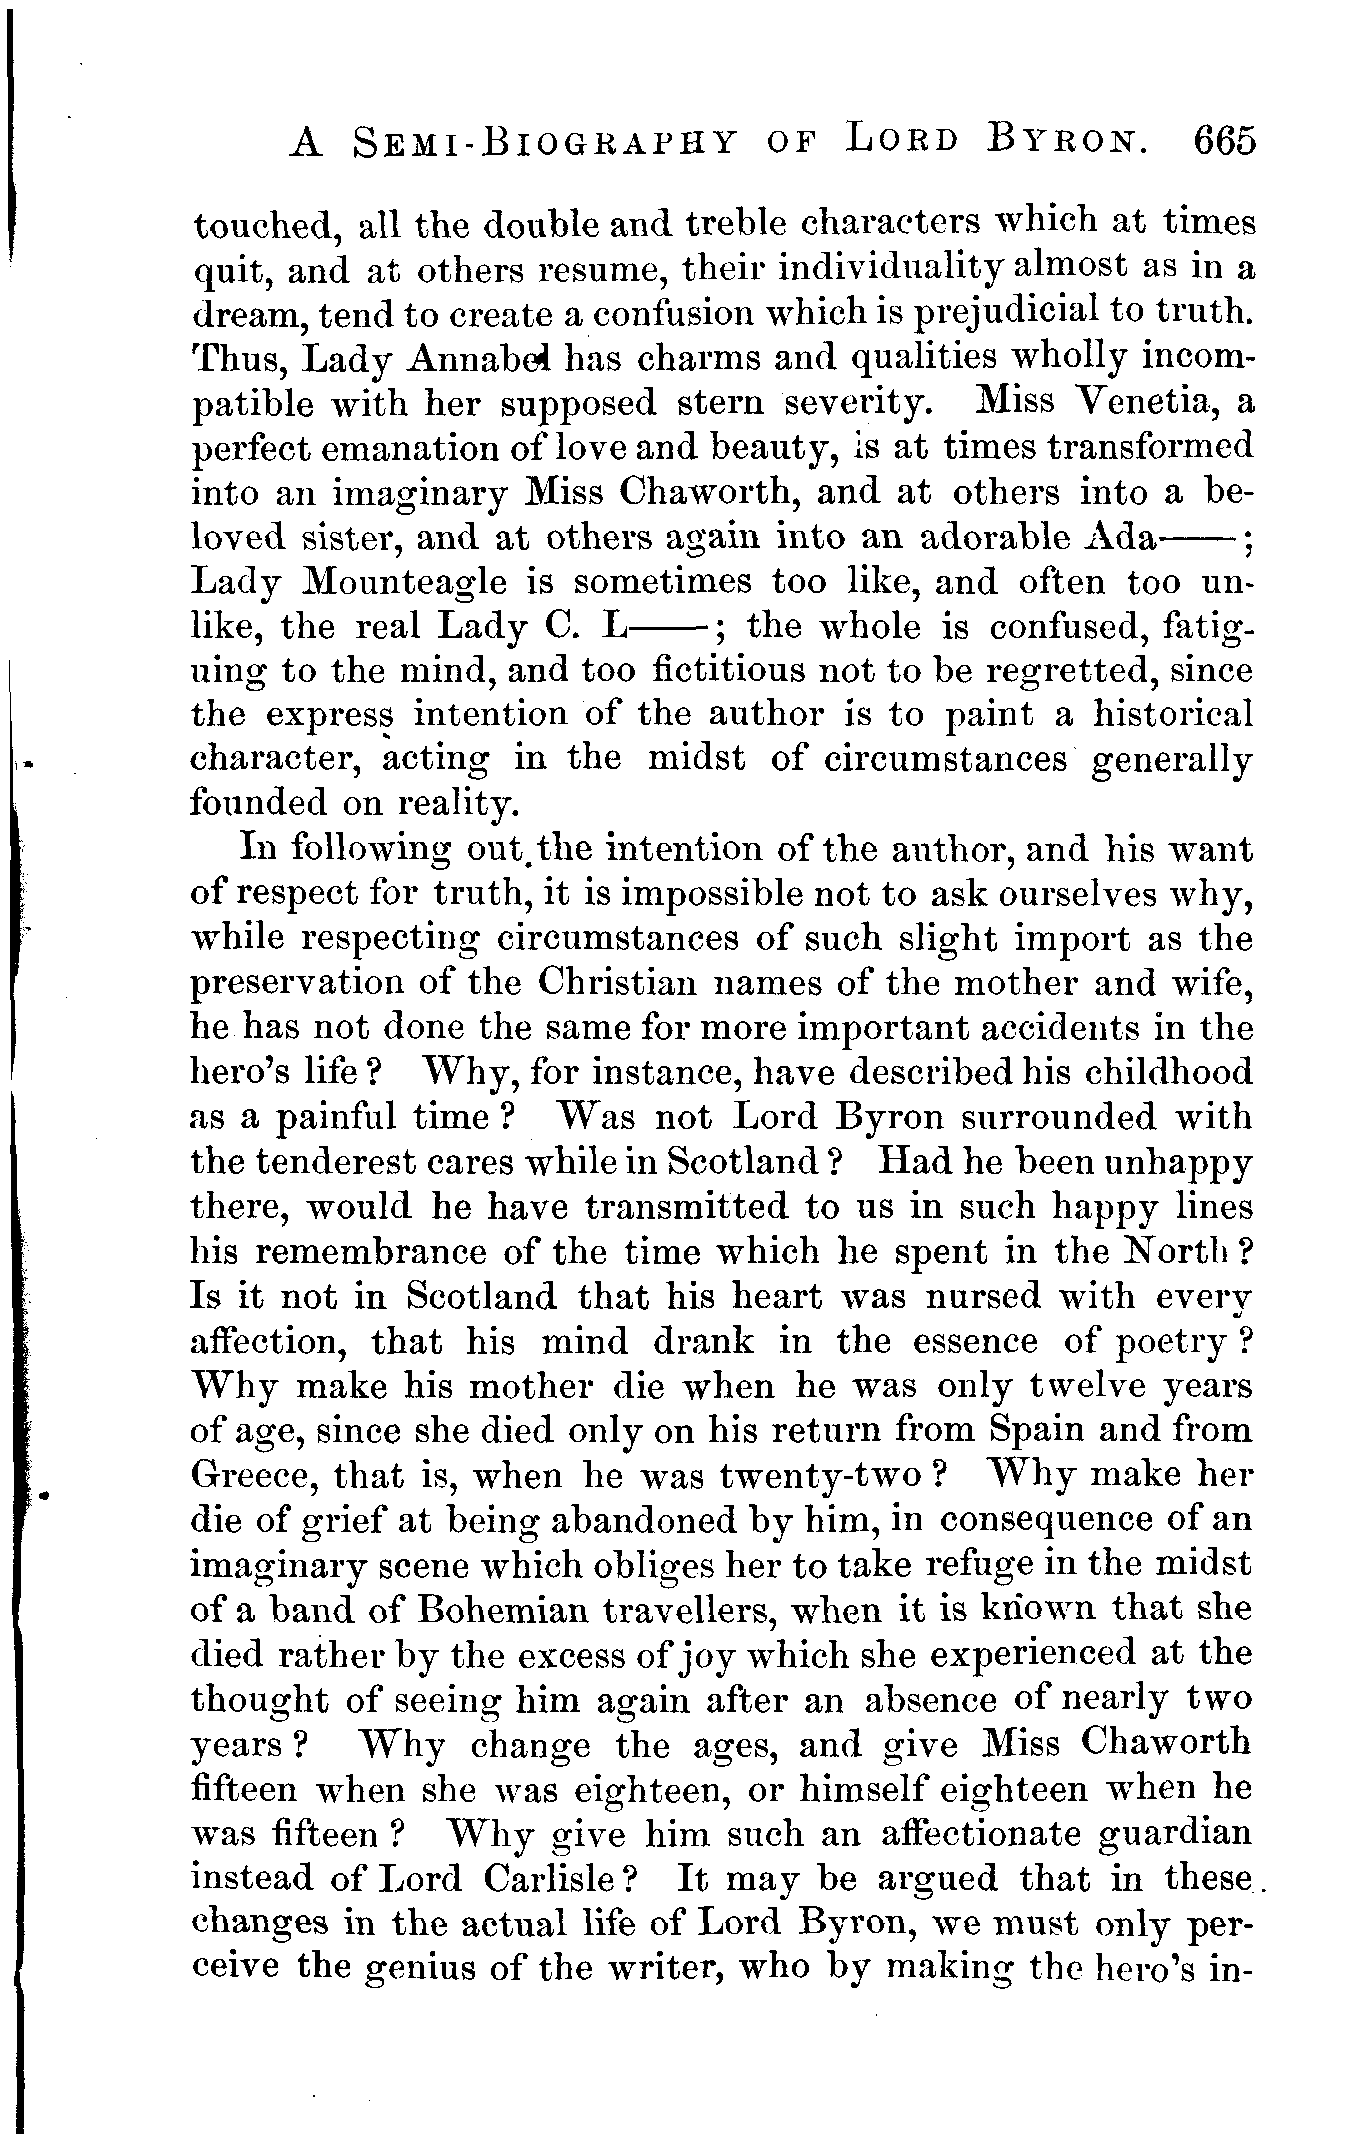 A SEMI-BIOGRAPHY OF LORD BYRON. 665
touched, all the double and treble characters which at times
quit, and at others resume, their individuality almost as in a
dream, tend to create a confusion which is prejudicial to truth.
Thus, Lady Annabel has charms and qualities wholly incom-
patible with her supposed stern severity. Miss Venetia, a
perfect emanation of love and beauty, is at times transformed
into an imaginary Miss Chaworth, and at others into a be-
loved sister, and at others again into an adorable Ada——;
Lady Mounteagle is sometimes too like, and often too un-
like, the real Lady C. L——; the whole is confused, fatig-
uing to the mind, and too fictitious not to be regretted, since
the express intention of the author is to paint a historical
character, acting in the midst of circumstances generally
founded on reality.
In following out the intention of the author, and his want
of respect for truth, it is impossible not to ask ourselves why,
while respecting circumstances of such slight import as the
preservation of the Christian names of the mother and wife,
he has not done the same for more important accidents in the
hero's life? Why, for instance, have described his childhood
as a painful time? Was not Lord Byron surrounded with
the tenderest cares while in Scotland? Had he been unhappy
there, would he have transmitted to us in such happy lines
his remembrance of the time which he spent in the North?
Is it not in Scotland that his heart was nursed with every
affection, that his mind drank in the essence of poetry?
Why make his mother die when he was only twelve years
of age, since she died only on his return from Spain and from
Greece, that is, when he was twenty-two? Why make her
die of grief at being abandoned by him, in consequence of an
imaginary scene which obliges her to take refuge in the midst
of a band of Bohemian travellers, when it is known that she
died rather by the excess of joy which she experienced at the
thought of seeing him again after an absence of nearly two
years? Why change the ages, and give Miss Chaworth
fifteen when she was eighteen, or himself eighteen when he
was fifteen? Why give him such an affectionate guardian
instead of Lord Carlisle? It may be argued that in these
changes in the actual life of Lord Byron, we must only per-
ceive the genius of the writer, who by making the hero's in-